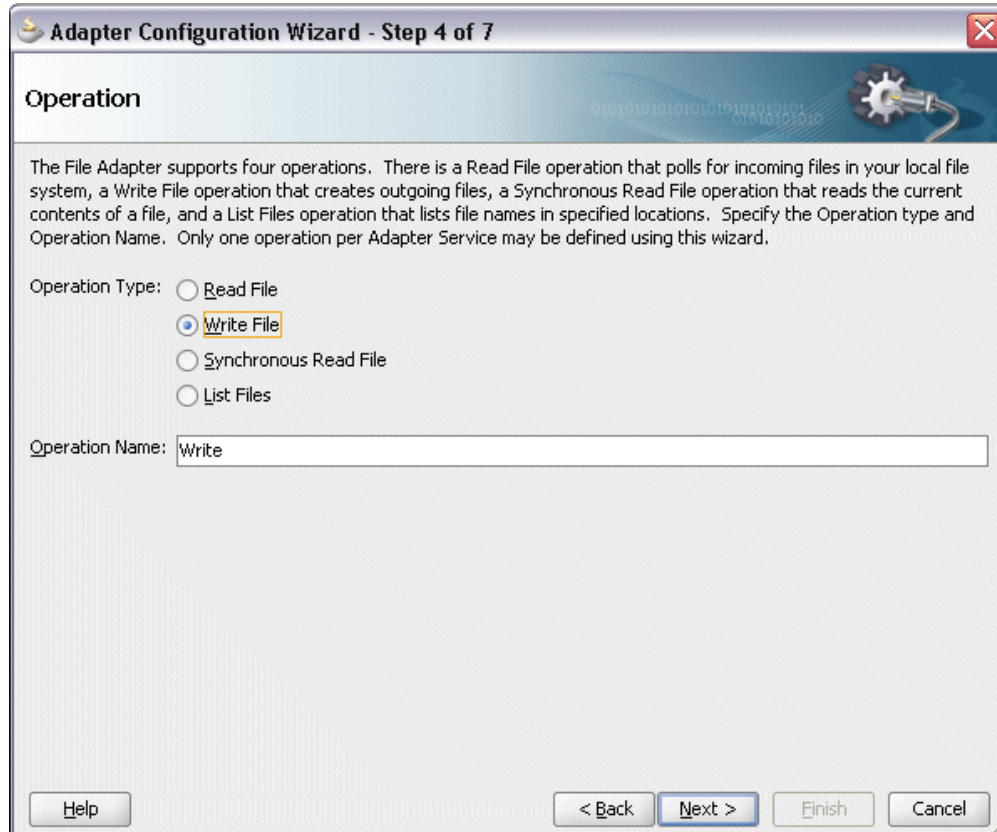 Adapter Configuration Wizard - Step 4 of 7
Operation
010101010101010101010101010101
01010101010
The File Adapter supports four operations.  There is a Read File operation that polls for incoming files in your local file
system, a Write File operation that creates outgoing files, a Synchronous Read File operation that reads the current
contents of a file, and a List Files operation that lists file names in specified locations.  Specify the Operation type and
Operation Name.  Only one operation per Adapter Service may be defined using this wizard.
Operation Type: Read File
Write File
Synchronous Read File
List Files
Operation Name: Write
Help < Back Next > Finish Cancel